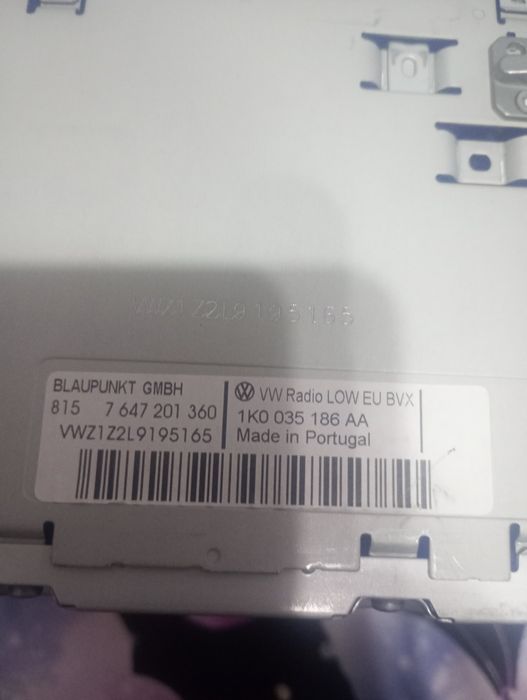 VWZ1Z2L9195165
BLAUPUNKT GMBH
815 7 647 201 360
VWZ1Z2L9195165
VW Radio LOW EU BVX
1K0 035 186 AA
Made in Portugal